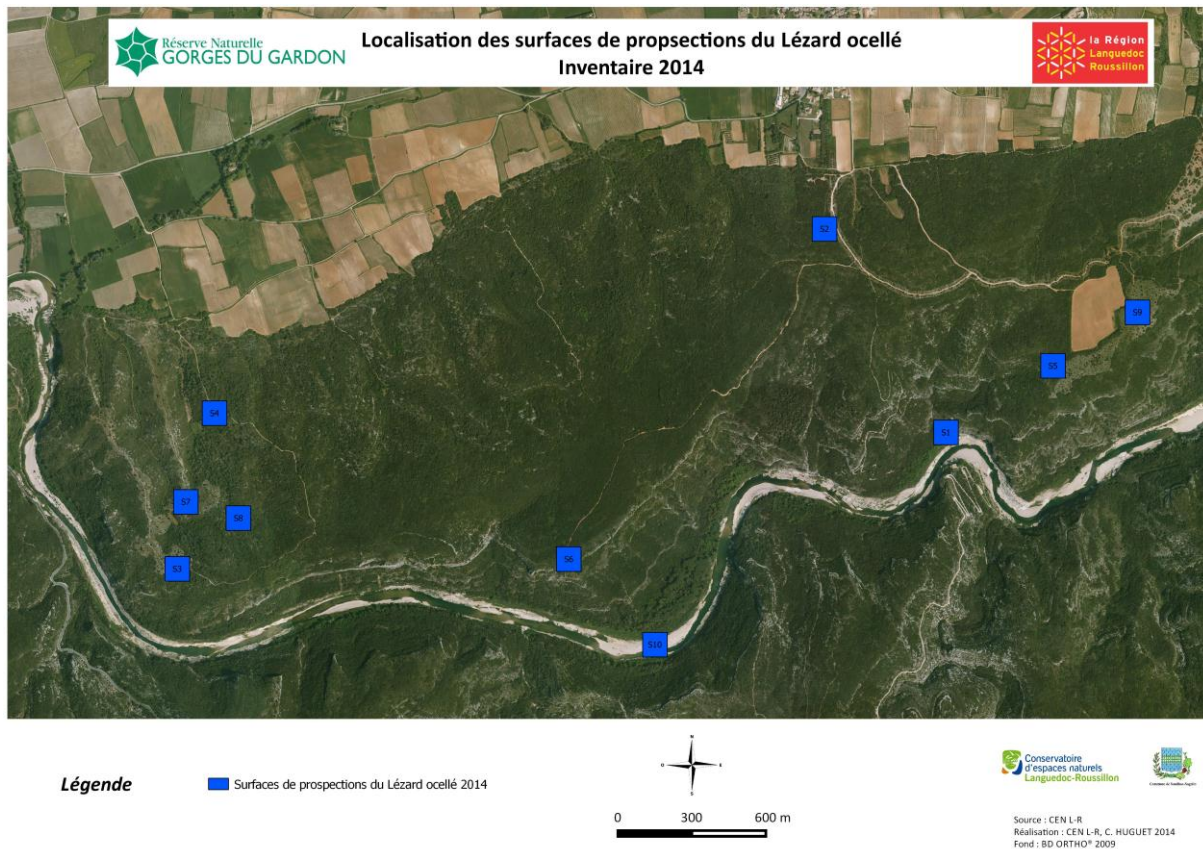 Réserve Naturelle
GORGES DU GARDON
Localisation des surfaces de propsections du Lézard ocellé
Inventaire 2014
la Région
Languedoc
Roussillon
S2
S9
S5
S4
S1
S7
S8
S6
S3
S10
Légende
Surfaces de prospections du Lézard ocellé 2014
N
O
E
S
0 300 600 m
Conservatoire
d'espaces naturels
Languedoc-Roussillon
Source : CEN L-R
Réalisation : CEN L-R, C. HUGUET 2014
Fond : BD ORTHO® 2009